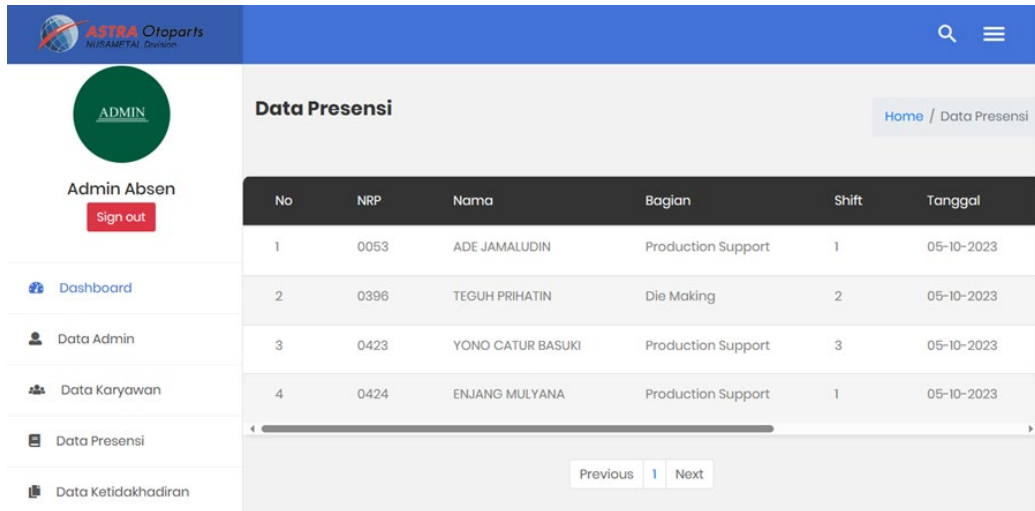 ASTRA Otoparts
NUSAMETAL Division
ADMIN
Admin Absen
Sign out
Dashboard
Data Admin
Data Karyawan
Data Presensi
Data Ketidakhadiran
Data Presensi
Home / Data Presensi
No NRP Nama Bagian Shift Tanggal
1 0053 ADE JAMALUDIN Production Support 1 05-10-2023
2 0396 TEGUH PRIHATIN Die Making 2 05-10-2023
3 0423 YONO CATUR BASUKI Production Support 3 05-10-2023
4 0424 ENJANG MULYANA Production Support 1 05-10-2023
Previous 1 Next